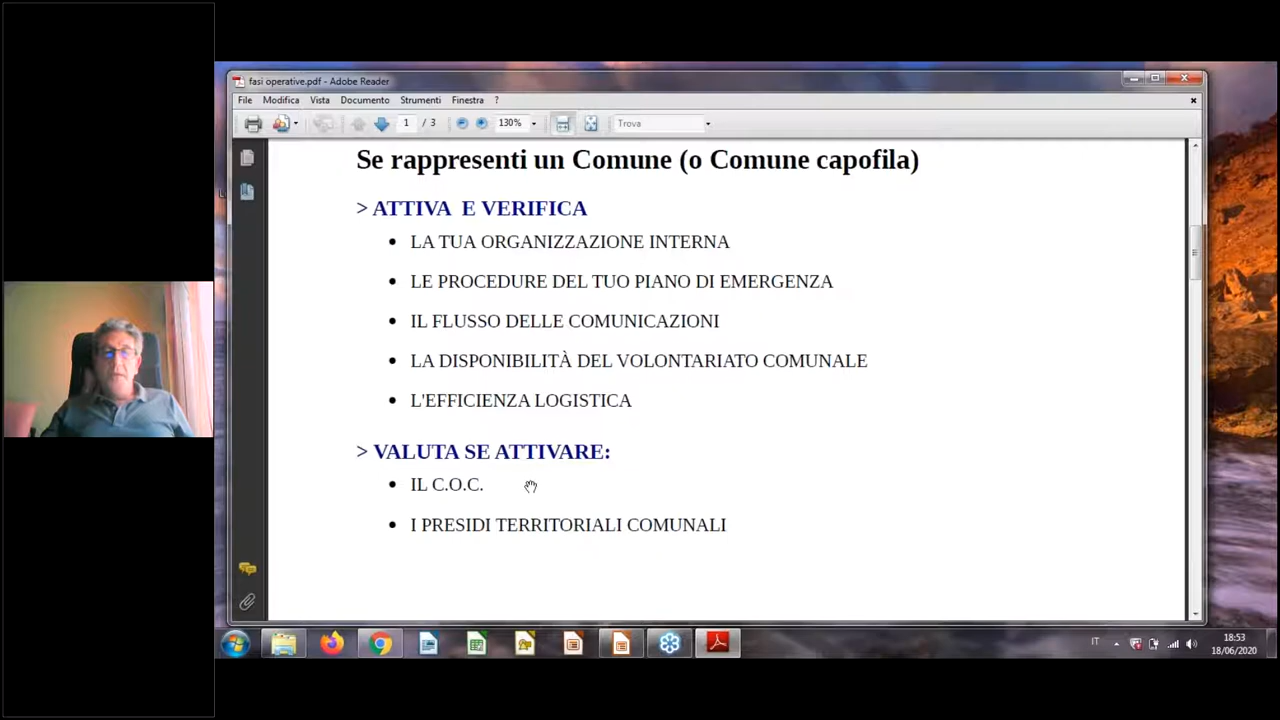 fasi operative.pdf - Adobe Reader
File Modifica Vista Documento Strumenti Finestra ?
1 / 3 130% Trova
Se rappresenti un Comune (o Comune capofila)
> ATTIVA E VERIFICA
• LA TUA ORGANIZZAZIONE INTERNA
• LE PROCEDURE DEL TUO PIANO DI EMERGENZA
• IL FLUSSO DELLE COMUNICAZIONI
• LA DISPONIBILITÀ DEL VOLONTARIATO COMUNALE
• L'EFFICIENZA LOGISTICA
> VALUTA SE ATTIVARE:
• IL C.O.C.
• I PRESIDI TERRITORIALI COMUNALI
IT
18:53
18/06/2020